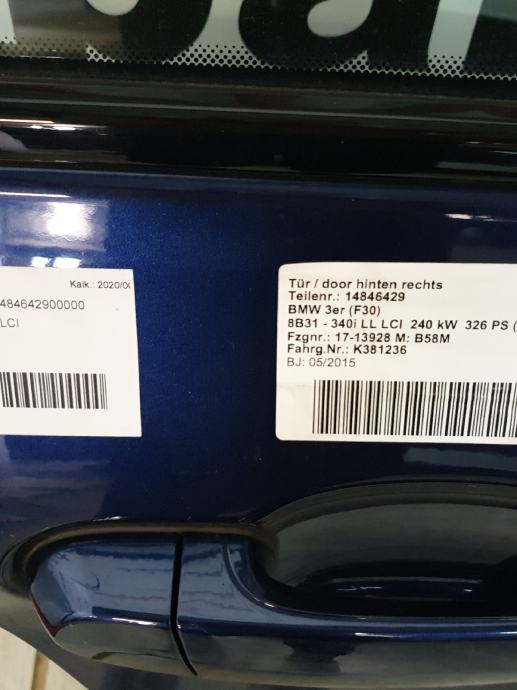 Kalk.: 2020/0
484642900000
LCI
Tür / door hinten rechts
Teilenr.: 14846429
BMW 3er (F30)
8B31 - 340i LL LCI 240 kW 326 PS (
Fzgnr.: 17-13928 M: B58M
Fahrg.Nr.: K381236
BJ: 05/2015